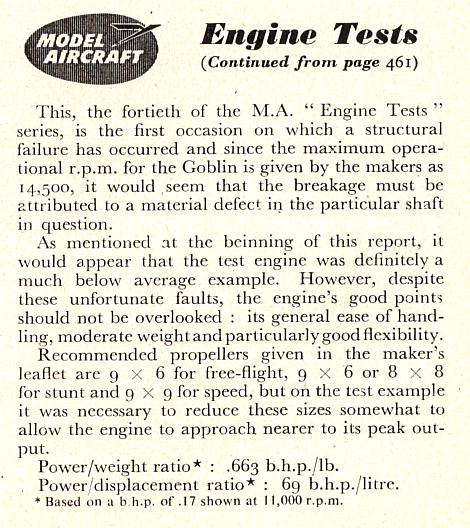 MODEL
AIRCRAFT
Engine Tests
(Continued from page 461)
This, the fortieth of the M.A. “ Engine Tests ”
series, is the first occasion on which a structural
failure has occurred and since the maximum opera-
tional r.p.m. for the Goblin is given by the makers as
14,500, it would seem that the breakage must be
attributed to a material defect in the particular shaft
in question.
As mentioned at the beinning of this report, it
would appear that the test engine was definitely a
much below average example. However, despite
these unfortunate faults, the engine's good points
should not be overlooked : its general ease of hand-
ling, moderate weight and particularly good flexibility.
Recommended propellers given in the maker's
leaflet are 9 × 6 for free-flight, 9 × 6 or 8 × 8
for stunt and 9 × 9 for speed, but on the test example
it was necessary to reduce these sizes somewhat to
allow the engine to approach nearer to its peak out-
put.
Power/weight ratio* : .663 b.h.p./lb.
Power/displacement ratio* : 69 b.h.p./litre.
* Based on a b.h.p. of .17 shown at 11,000 r.p.m.